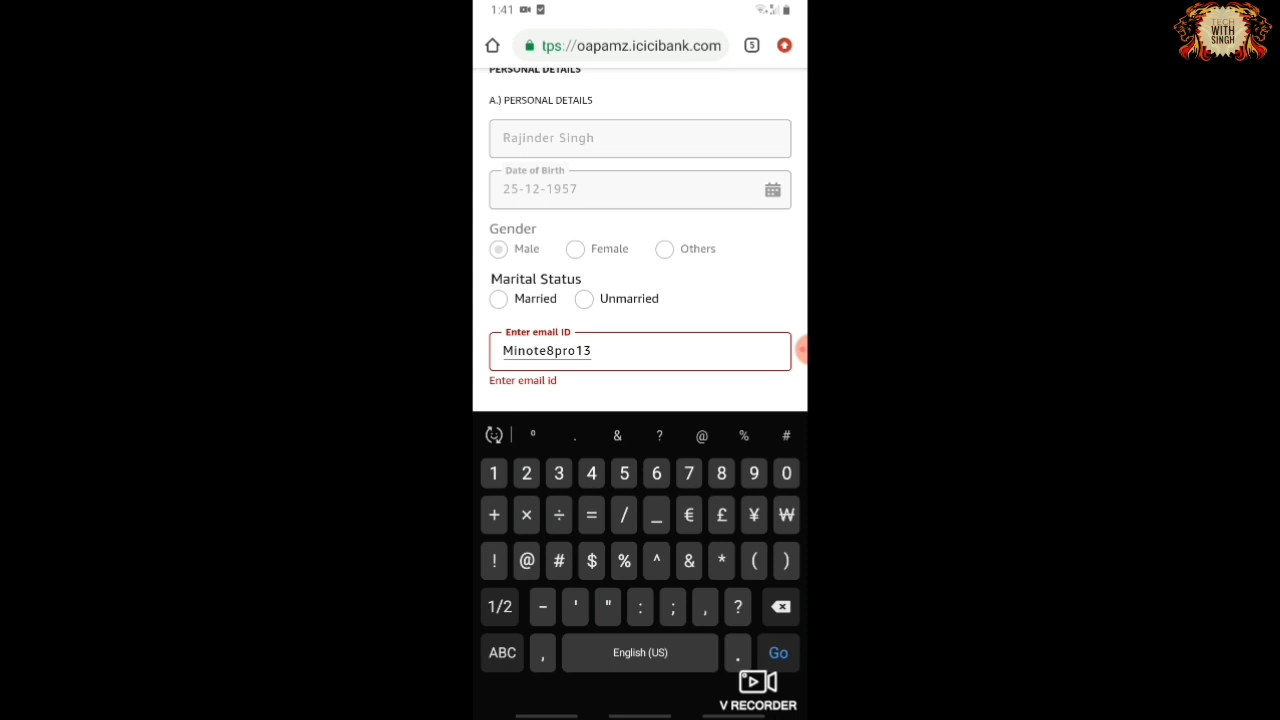 1:41
TECH
WITH
SINGH
tps://oapamz.icicibank.com
5
PERSONAL DETAILS
A.) PERSONAL DETAILS
Rajinder Singh
Date of Birth
25-12-1957
Gender
Male Female Others
Marital Status
Married Unmarried
Enter email ID
Minote8pro13
Enter email id
° . & ? @ % #
1 2 3 4 5 6 7 8 9 0
+ × ÷ = / _ € £ ¥ ₩
! @ # $ % ^ & * ( )
1/2 - ' " : ; , ?
ABC , English (US) . Go
V RECORDER